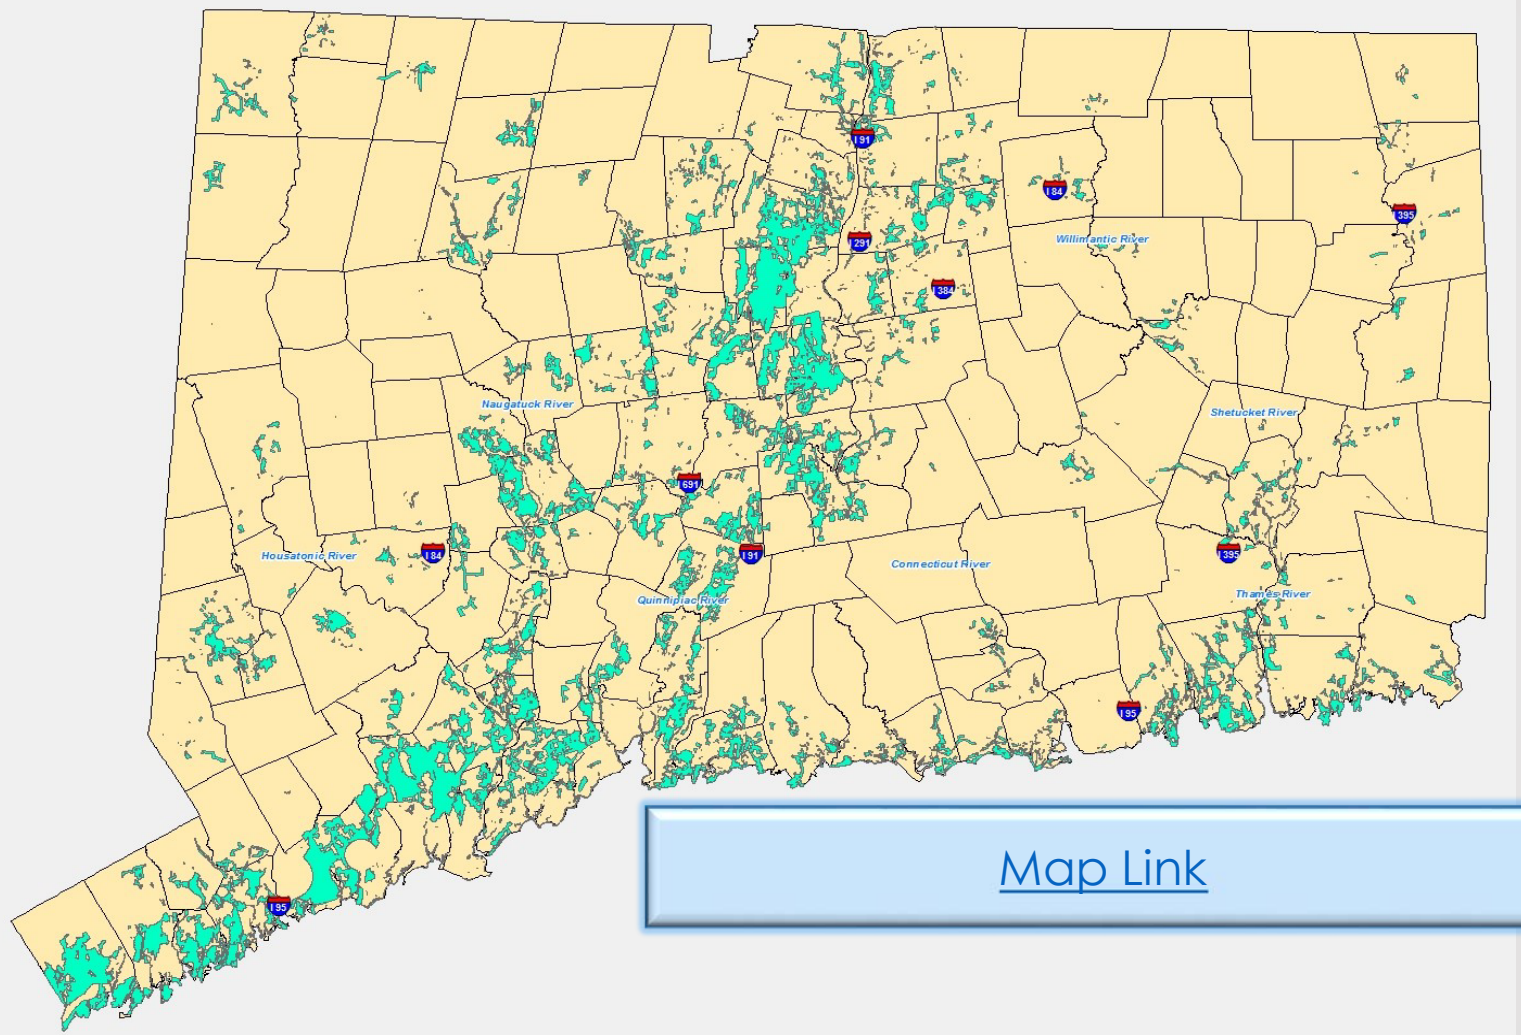 I 91
I 84
I 395
I 291
Willimantic River
I 384
Naugatuck River
Shetucket River
I 691
Housatonic River
I 84
I 91
Connecticut River
I 395
Quinnipiac River
Thames River
I 95
Map Link
I 95